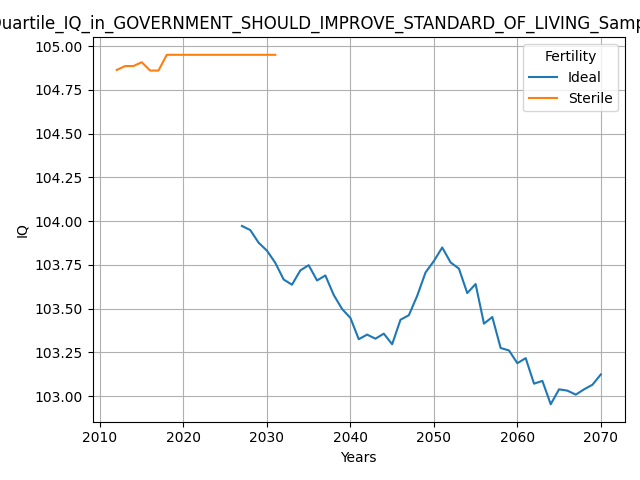 uartile_IQ_in_GOVERNMENT_SHOULD_IMPROVE_STANDARD_OF_LIVING_Samp
105.00
104.75
104.50
104.25
104.00
103.75
103.50
103.25
103.00
IQ
Fertility
Ideal
Sterile
2010
2020
2030
2040
2050
2060
2070
Years